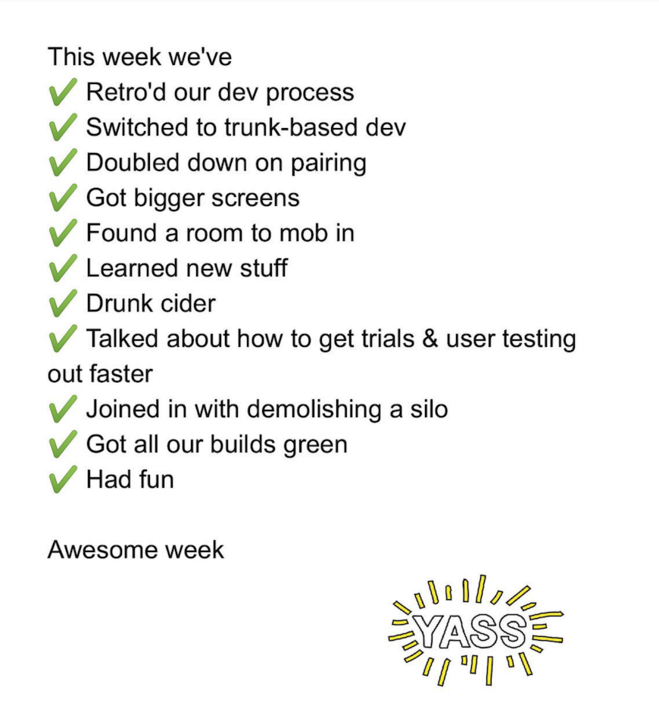 This week we've
✔ Retro'd our dev process
✔ Switched to trunk-based dev
✔ Doubled down on pairing
✔ Got bigger screens
✔ Found a room to mob in
✔ Learned new stuff
✔ Drunk cider
✔ Talked about how to get trials & user testing
out faster
✔ Joined in with demolishing a silo
✔ Got all our builds green
✔ Had fun
Awesome week
YASS